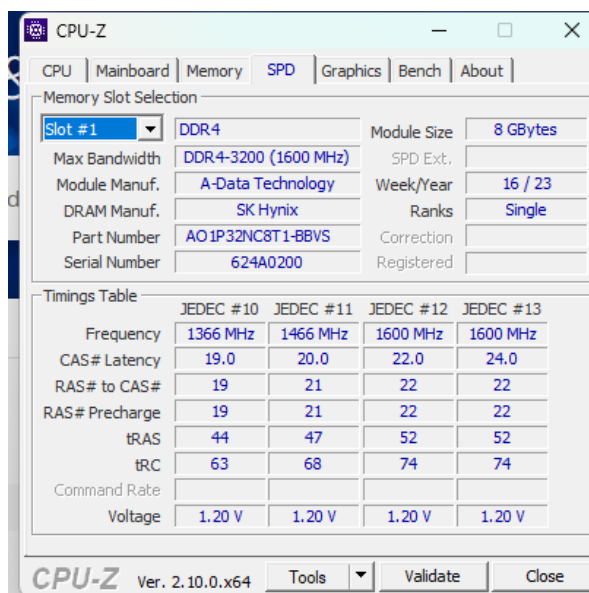 CPU-Z
CPU Mainboard Memory SPD Graphics Bench About
Memory Slot Selection
Slot #1 DDR4 Module Size 8 GBytes
Max Bandwidth DDR4-3200 (1600 MHz) SPD Ext.
Module Manuf. A-Data Technology Week/Year 16 / 23
DRAM Manuf. SK Hynix Ranks Single
Part Number AO1P32NC8T1-BBVS Correction
Serial Number 624A0200 Registered
Timings Table
JEDEC #10 JEDEC #11 JEDEC #12 JEDEC #13
Frequency 1366 MHz 1466 MHz 1600 MHz 1600 MHz
CAS# Latency 19.0 20.0 22.0 24.0
RAS# to CAS# 19 21 22 22
RAS# Precharge 19 21 22 22
tRAS 44 47 52 52
tRC 63 68 74 74
Command Rate
Voltage 1.20 V 1.20 V 1.20 V 1.20 V
CPU-Z Ver. 2.10.0.x64 Tools Validate Close